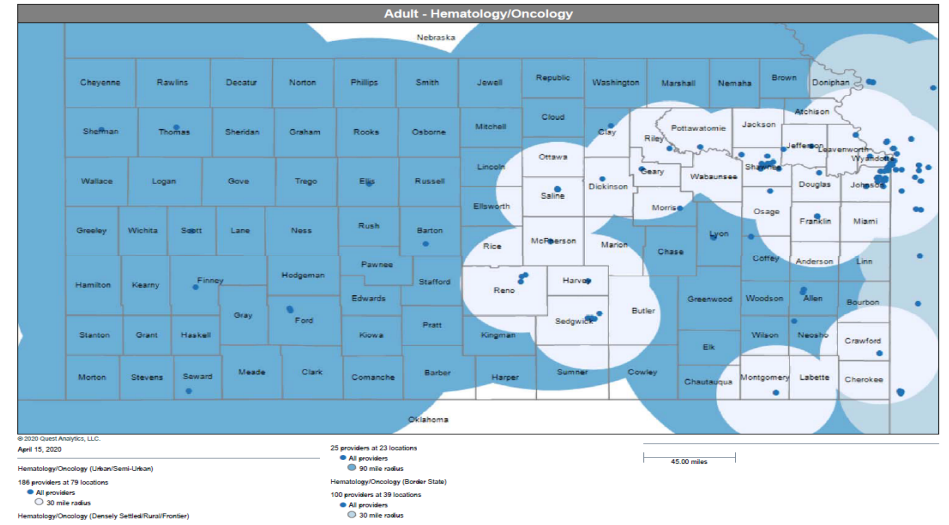 Adult - Hematology/Oncology
Nebraska
Cheyenne Rawlins Decatur Norton Phillips Smith Jewell Republic Washington Marshall Nemaha Brown Doniphan
Atchison
Sherman Thomas Sheridan Graham Rooks Osborne Mitchell Cloud Clay Riley Pottawatomie Jackson Jefferson Leavenworth
Wyandotte
Wallace Logan Gove Trego Ellis Russell Lincoln Ottawa Saline Dickinson Geary Wabaunsee Shawnee Douglas Johnson
Ellsworth Morris Osage Franklin Miami
Greeley Wichita Scott Lane Ness Rush Barton Rice McPherson Marion Chase Lyon Coffey Anderson Linn
Hamilton Kearny Finney Hodgeman Pawnee Stafford Reno Harvey
Gray Ford Edwards Sedgwick Butler Greenwood Woodson Allen Bourbon
Stanton Grant Haskell Kiowa Pratt Kingman Elk Wilson Neosho Crawford
Morton Stevens Seward Meade Clark Comanche Barber Harper Sumner Cowley Chautauqua Montgomery Labette Cherokee
Oklahoma
© 2020 Quest Analytics, LLC.
April 15, 2020
Hematology/Oncology (Urban/Semi-Urban)
186 providers at 79 locations
All providers
30 mile radius
Hematology/Oncology (Densely Settled/Rural/Frontier)
25 providers at 23 locations
All providers
90 mile radius
Hematology/Oncology (Border State)
100 providers at 39 locations
All providers
30 mile radius
45.00 miles